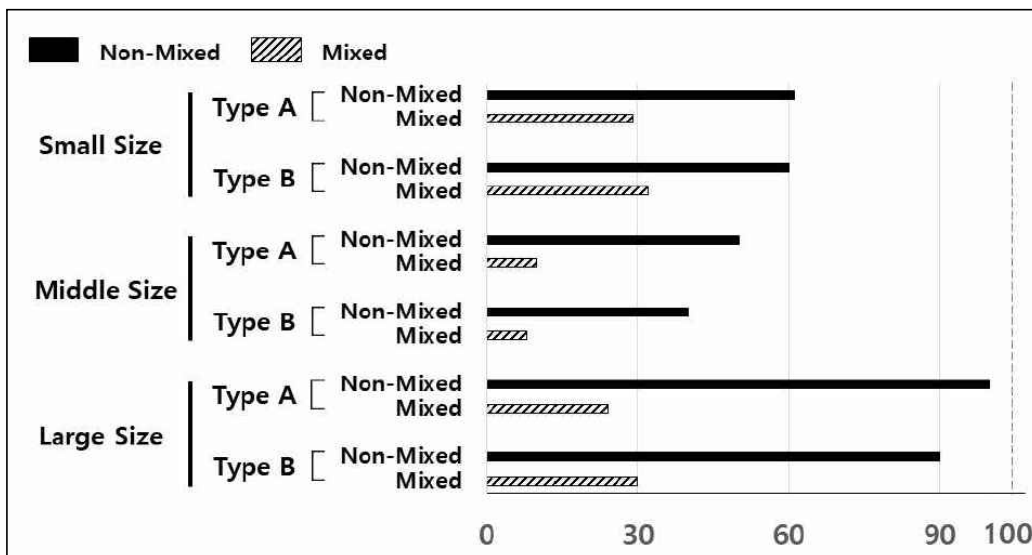 Non-Mixed Mixed
Small Size
Type A
Non-Mixed
Mixed
Type B
Non-Mixed
Mixed
Middle Size
Type A
Non-Mixed
Mixed
Type B
Non-Mixed
Mixed
Large Size
Type A
Non-Mixed
Mixed
Type B
Non-Mixed
Mixed
0 30 60 90 100